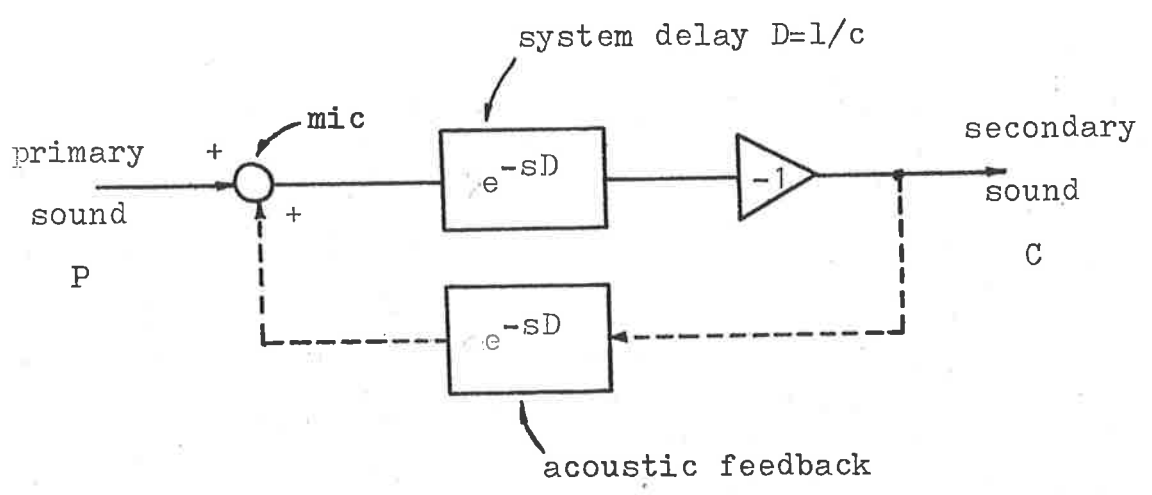 system delay D=l/c
mic
primary
+
e-sD
-1
secondary
sound
+
sound
P
C
e-sD
acoustic feedback